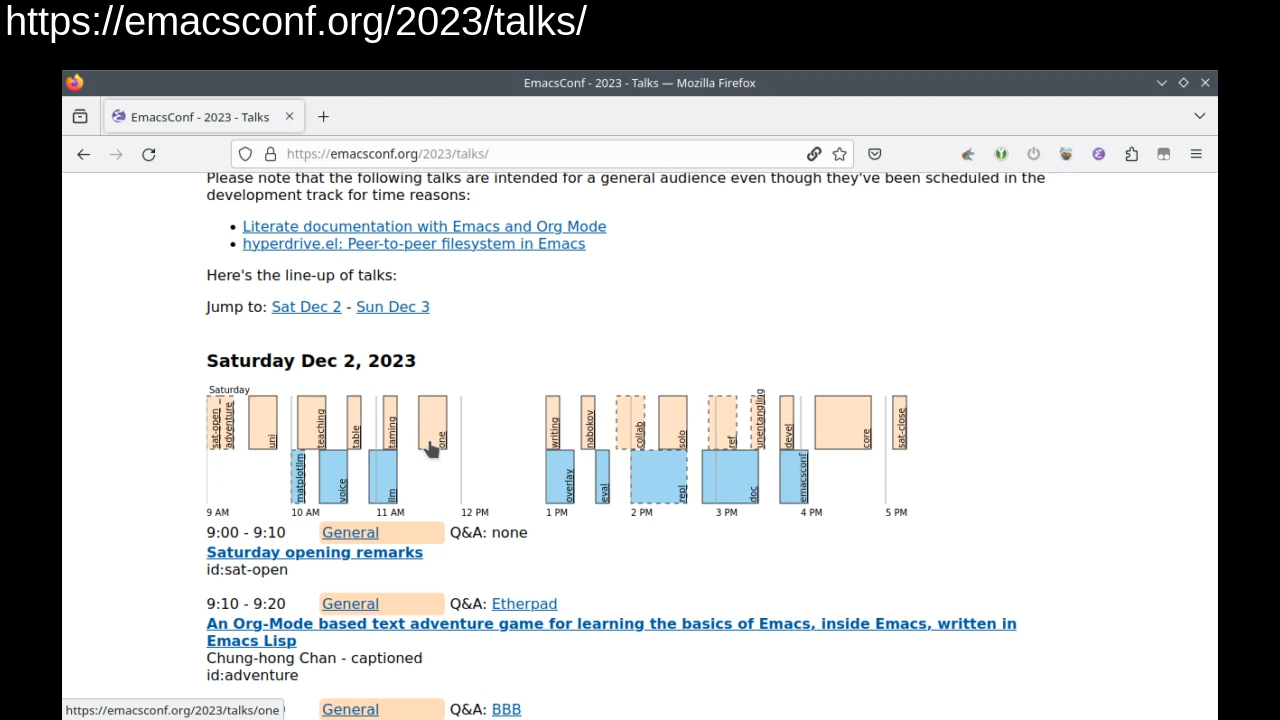 https://emacsconf.org/2023/talks/
EmacsConf - 2023 - Talks — Mozilla Firefox
EmacsConf - 2023 - Talks
https://emacsconf.org/2023/talks/
Please note that the following talks are intended for a general audience even though they've been scheduled in the
development track for time reasons:
• Literate documentation with Emacs and Org Mode
• hyperdrive.el: Peer-to-peer filesystem in Emacs
Here's the line-up of talks:
Jump to: Sat Dec 2 - Sun Dec 3
Saturday Dec 2, 2023
Saturday
sat-open
adventure
uni
teaching
table
taming
one
writing
nabokov
collab
solo
ref
unentangling
devel
core
sat-close
matplotllm
voice
llm
overlay
eval
repl
doc
emacsconf
9 AM 10 AM 11 AM 12 PM 1 PM 2 PM 3 PM 4 PM 5 PM
9:00 - 9:10 General Q&A: none
Saturday opening remarks
id:sat-open
9:10 - 9:20 General Q&A: Etherpad
An Org-Mode based text adventure game for learning the basics of Emacs, inside Emacs, written in
Emacs Lisp
Chung-hong Chan - captioned
id:adventure
General Q&A: BBB
https://emacsconf.org/2023/talks/one